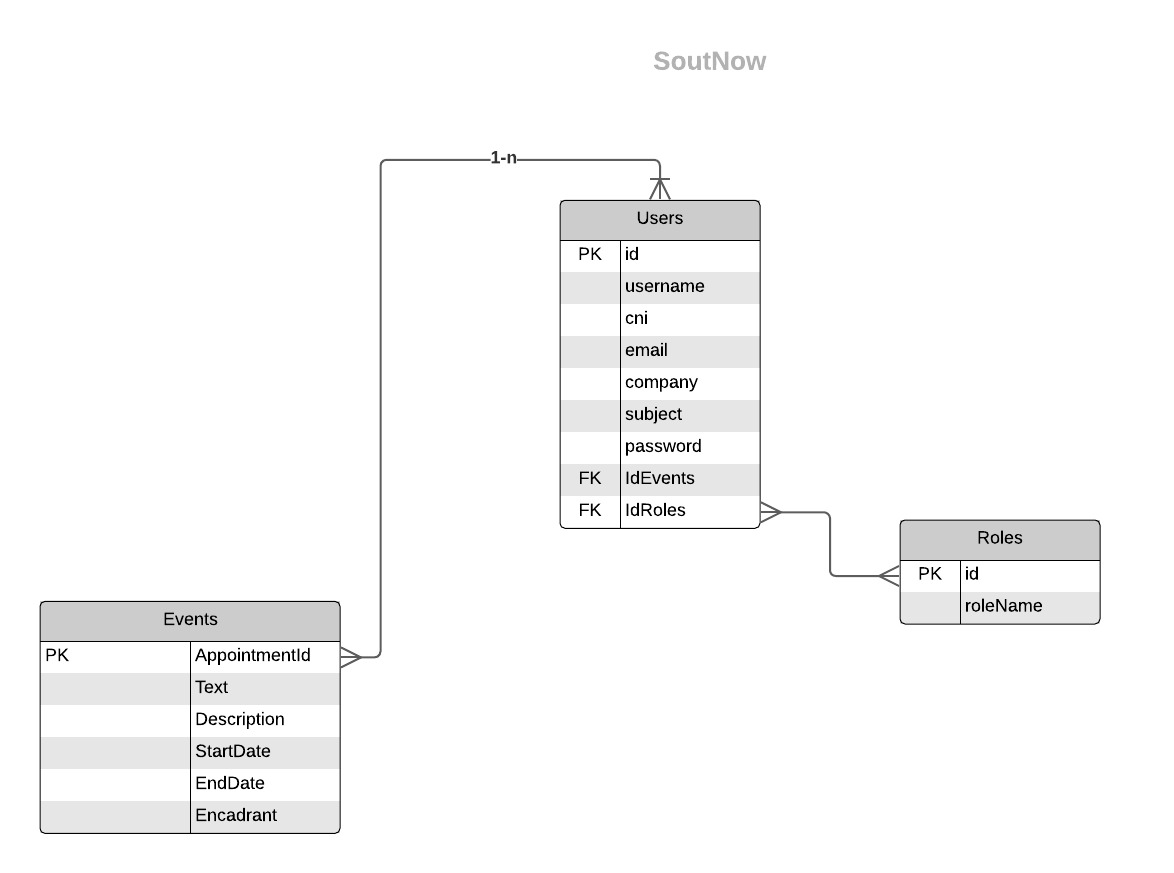 SoutNow
1-n
Users
PK id
username
cni
email
company
subject
password
FK IdEvents
FK IdRoles
Roles
PK id
roleName
Events
PK AppointmentId
Text
Description
StartDate
EndDate
Encadrant